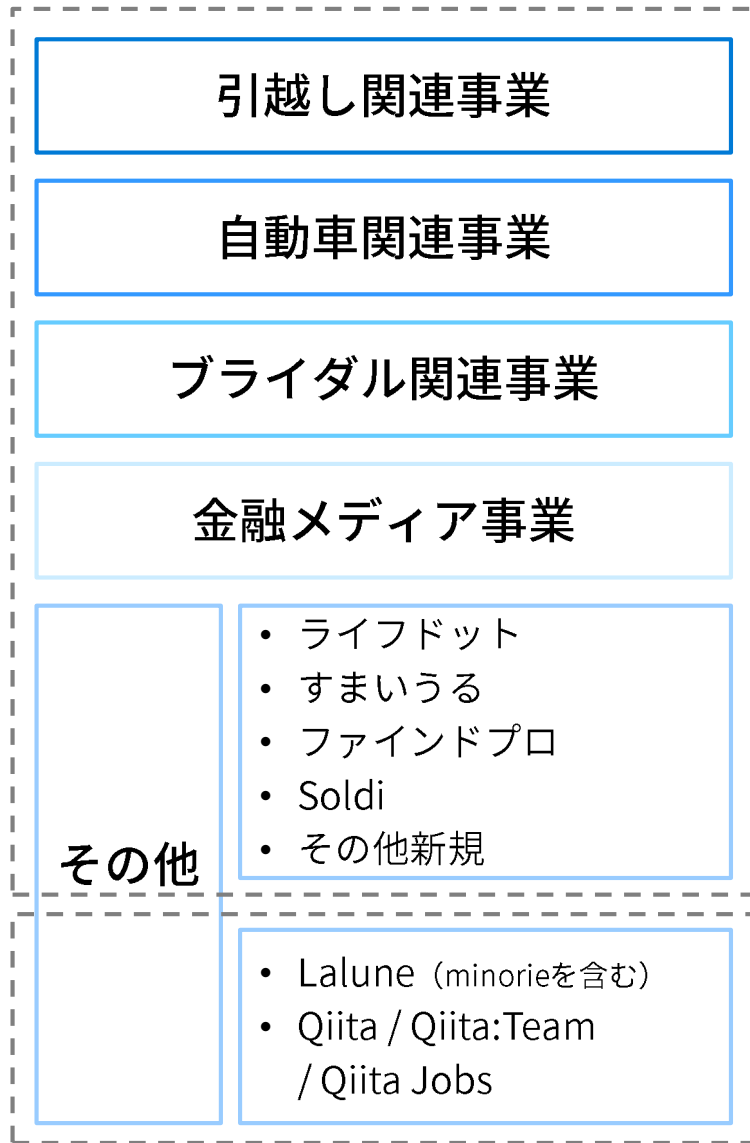 引越し関連事業
自動車関連事業
ブライダル関連事業
金融メディア事業
その他
• ライフドット
• すまいうる
• ファインドプロ
• Soldi
• その他新規
• Lalune（minorieを含む）
• Qiita / Qiita:Team
/ Qiita Jobs